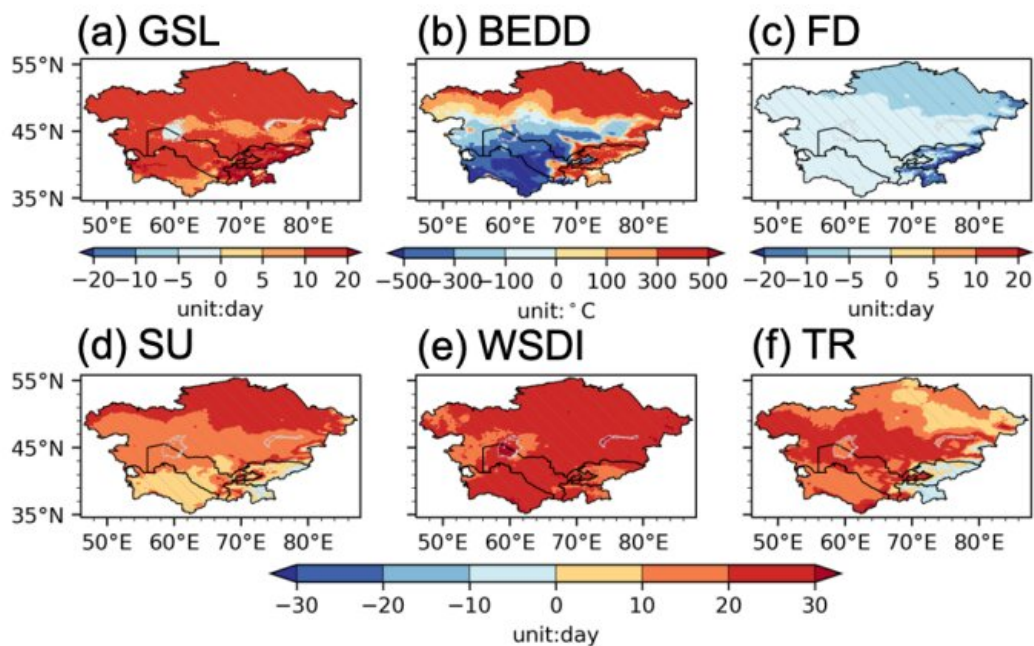 (a) GSL (b) BEDD (c) FD
55°N
45°N
35°N
50°E 60°E 70°E 80°E 50°E 60°E 70°E 80°E 50°E 60°E 70°E 80°E
−20 −10 −5 0 5 10 20 −500 −300 −100 0 100 300 500 −20 −10 −5 0 5 10 20
unit:day unit:°C unit:day
(d) SU (e) WSDI (f) TR
55°N
45°N
35°N
50°E 60°E 70°E 80°E 50°E 60°E 70°E 80°E 50°E 60°E 70°E 80°E
−30 −20 −10 0 10 20 30
unit:day